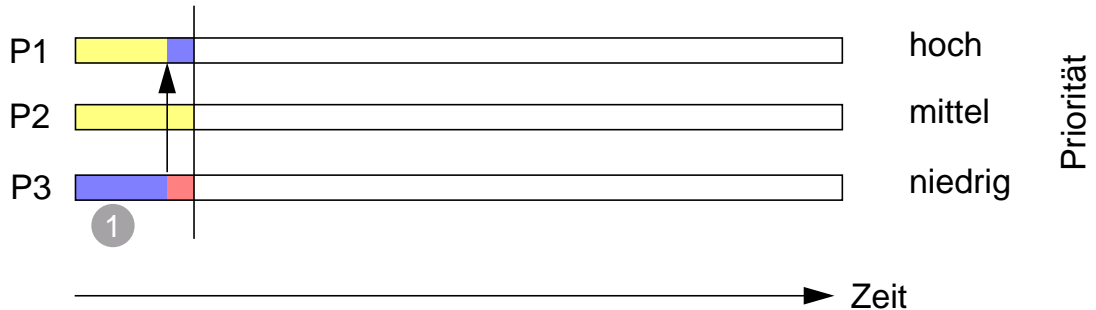 P1 hoch
P2 mittel
P3 niedrig
1
Zeit
Priorität